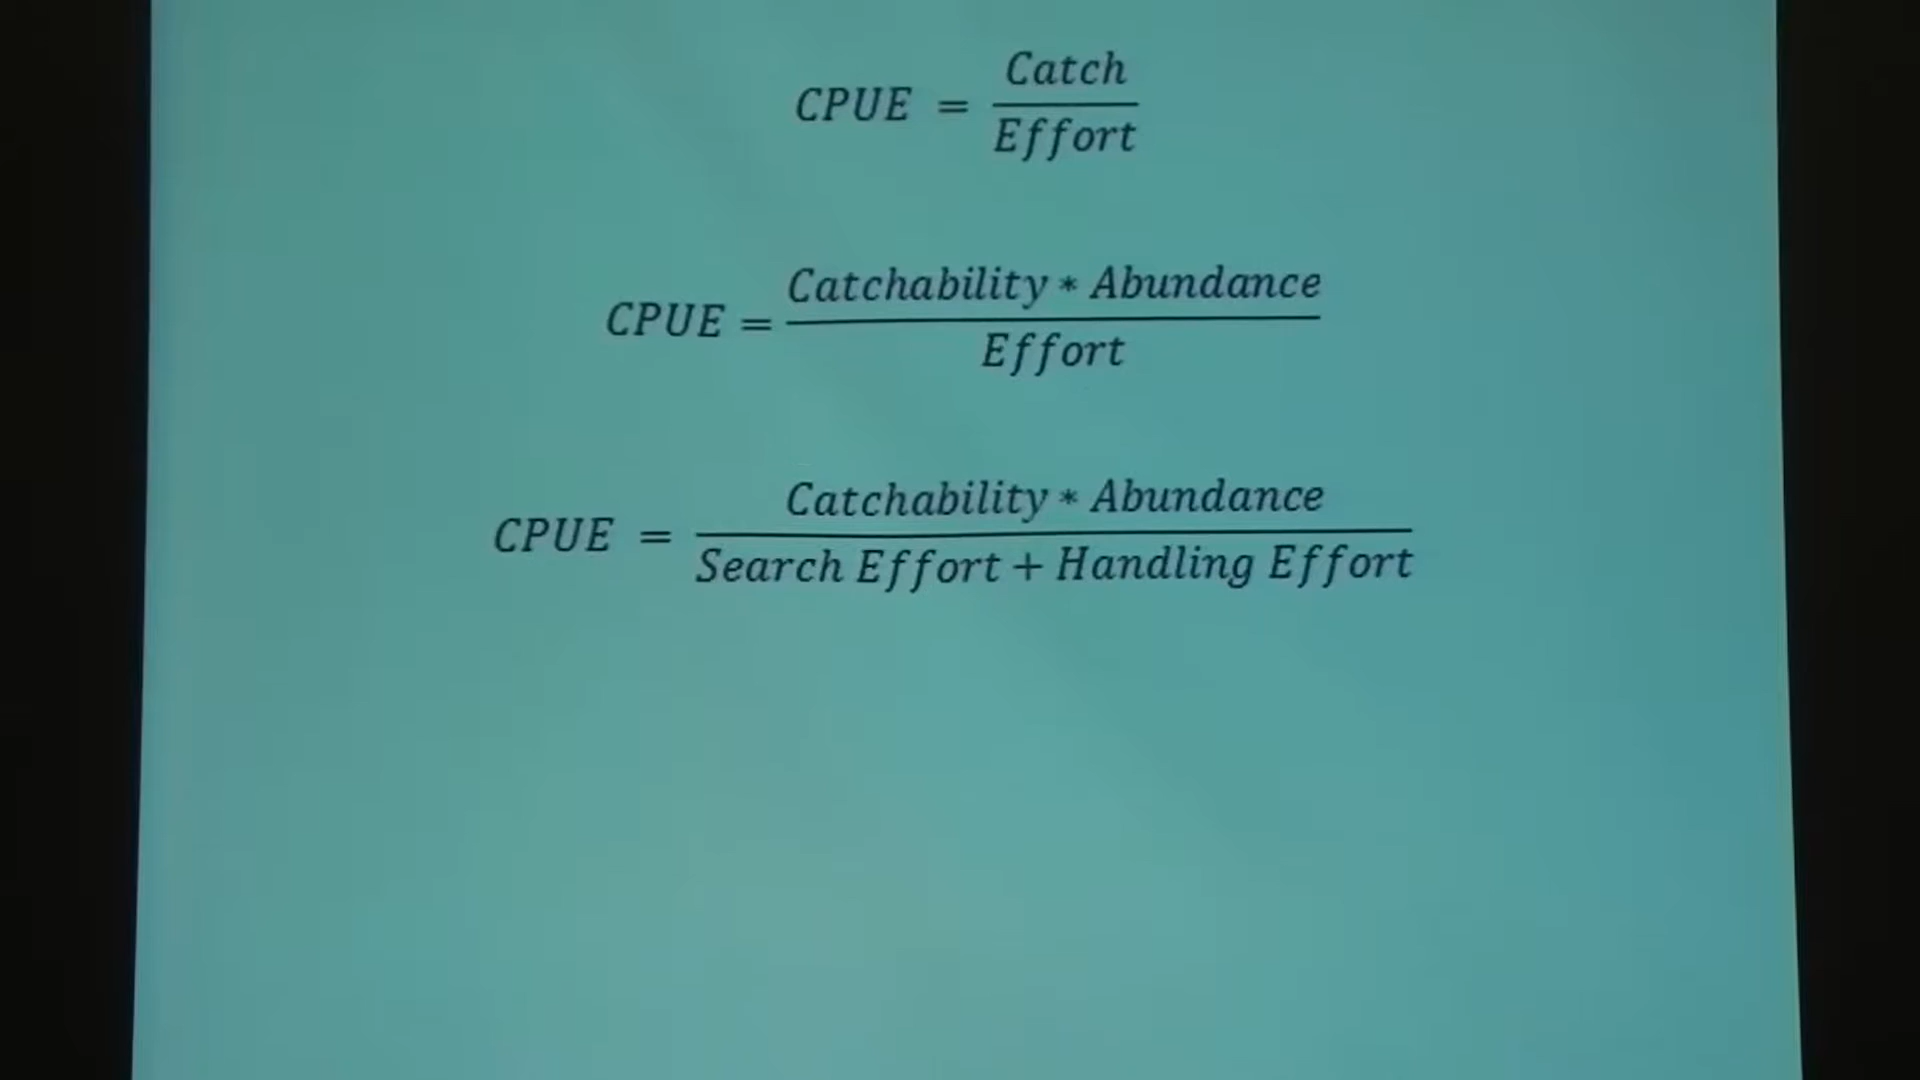 CPUE = Catch / Effort
CPUE = Catchability * Abundance / Effort
CPUE = Catchability * Abundance / Search Effort + Handling Effort